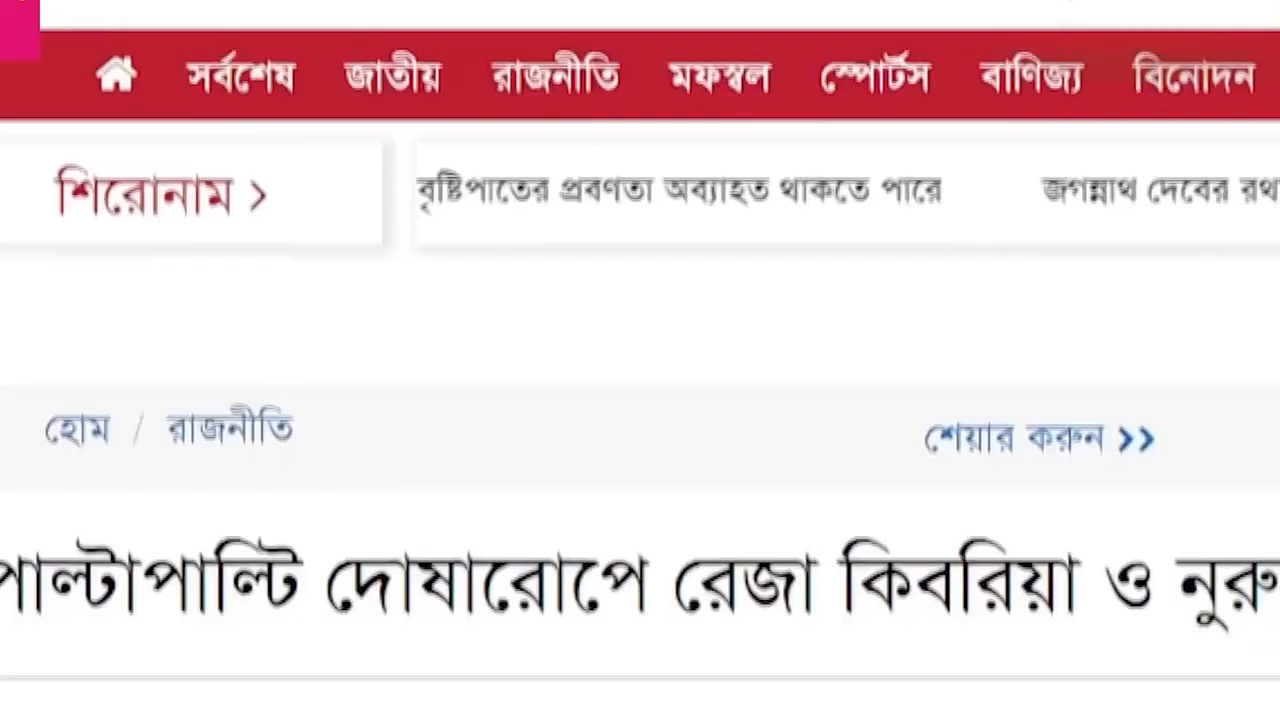 সর্বশেষ জাতীয় রাজনীতি মফস্বল স্পোর্টস বাণিজ্য বিনোদন
শিরোনাম > বৃষ্টিপাতের প্রবণতা অব্যাহত থাকতে পারে জগন্নাথ দেবের রথ
হোম / রাজনীতি শেয়ার করুন >>
পাল্টাপাল্টি দোষারোপে রেজা কিবরিয়া ও নুরু